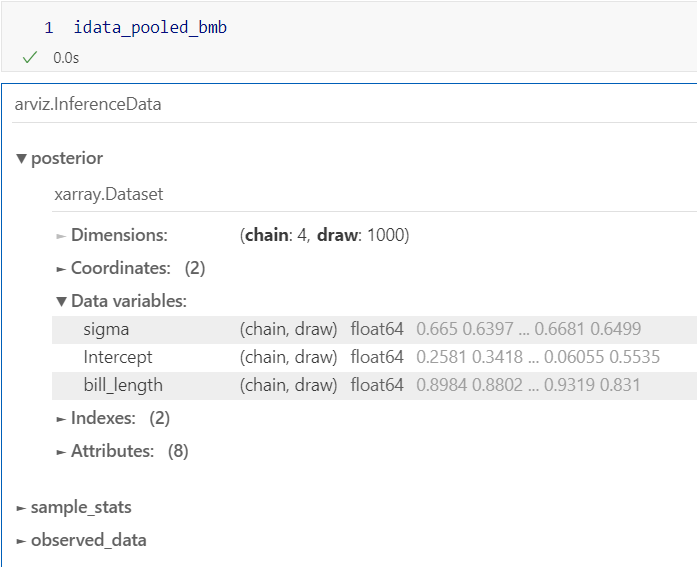 1 idata_pooled_bmb
✓ 0.0s
arviz.InferenceData
▼ posterior
xarray.Dataset
► Dimensions: (chain: 4, draw: 1000)
► Coordinates: (2)
▼ Data variables:
sigma (chain, draw) float64 0.665 0.6397 ... 0.6681 0.6499
Intercept (chain, draw) float64 0.2581 0.3418 ... 0.06055 0.5535
bill_length (chain, draw) float64 0.8984 0.8802 ... 0.9319 0.831
► Indexes: (2)
► Attributes: (8)
► sample_stats
► observed_data